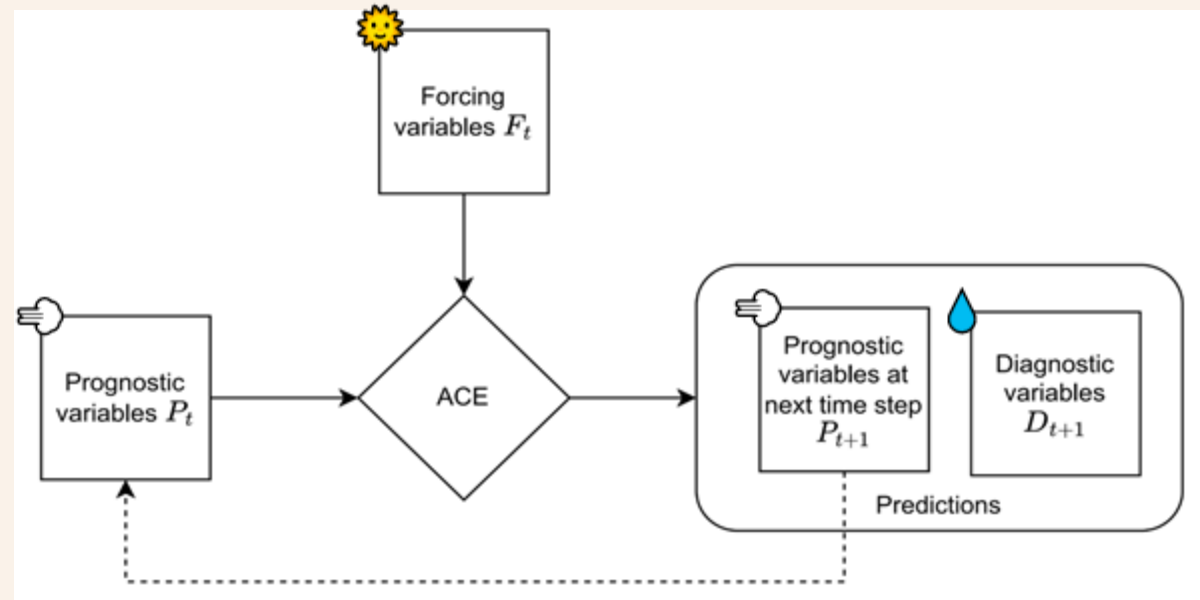 Forcing
variables F_t
Prognostic
variables P_t
ACE
Prognostic
variables at
next time step
P_{t+1}
Diagnostic
variables
D_{t+1}
Predictions